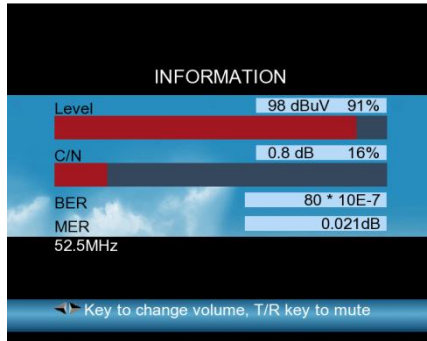 INFORMATION
Level 98 dBuV 91%
C/N 0.8 dB 16%
BER 80 * 10E-7
MER 0.021dB
52.5MHz
Key to change volume, T/R key to mute